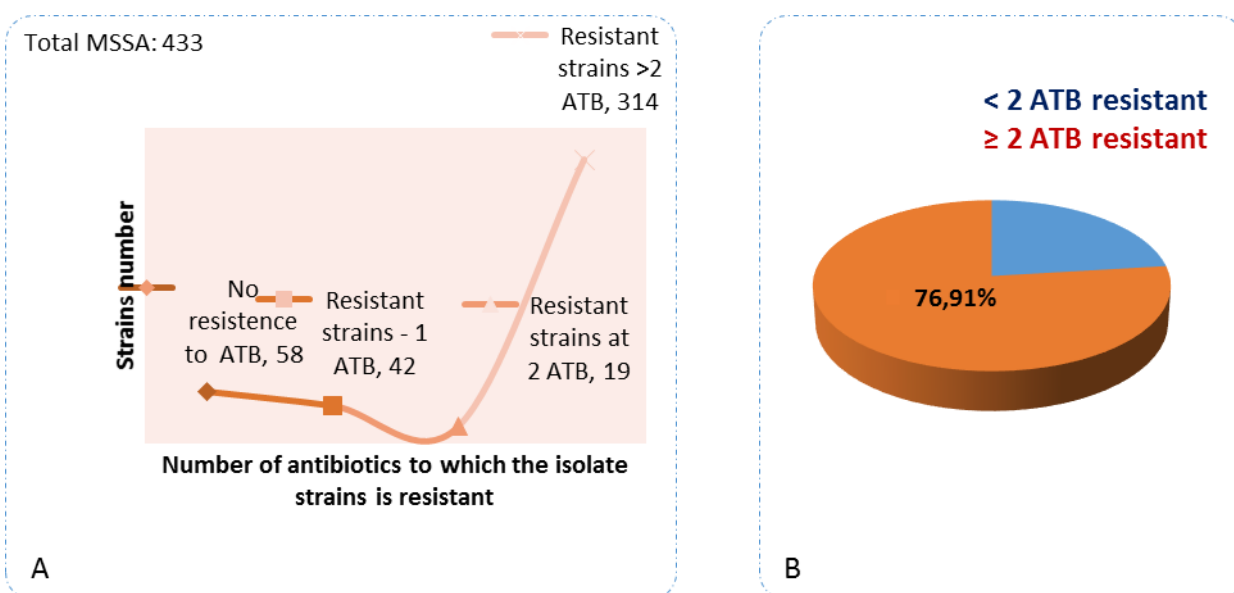 Total MSSA: 433
Resistant
strains >2
ATB, 314
Strains number
No
resistence
to ATB, 58
Resistant
strains - 1
ATB, 42
Resistant
strains at
2 ATB, 19
Number of antibiotics to which the isolate
strains is resistant
A
< 2 ATB resistant
≥ 2 ATB resistant
76,91%
B